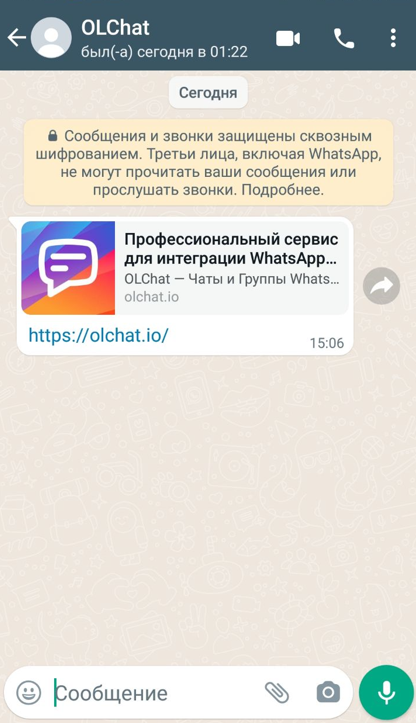 OLChat
был(-а) сегодня в 01:22
Сегодня
Сообщения и звонки защищены сквозным
шифрованием. Третьи лица, включая WhatsApp,
не могут прочитать ваши сообщения или
прослушать звонки. Подробнее.
Профессиональный сервис
для интеграции WhatsApp...
OLChat — Чаты и Группы Whats...
olchat.io
https://olchat.io/
15:06
Сообщение